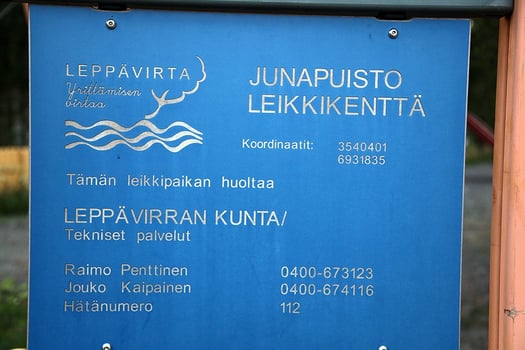 LEPPÄVIRTA
Yrittämisen
virtaa
JUNAPUISTO
LEIKKIKENTTÄ
Koordinaatit: 3540401
6931835
Tämän leikkipaikan huoltaa
LEPPÄVIRRAN KUNTA/
Tekniset palvelut
Raimo Penttinen 0400-673123
Jouko Kaipainen 0400-674116
Hätänumero 112